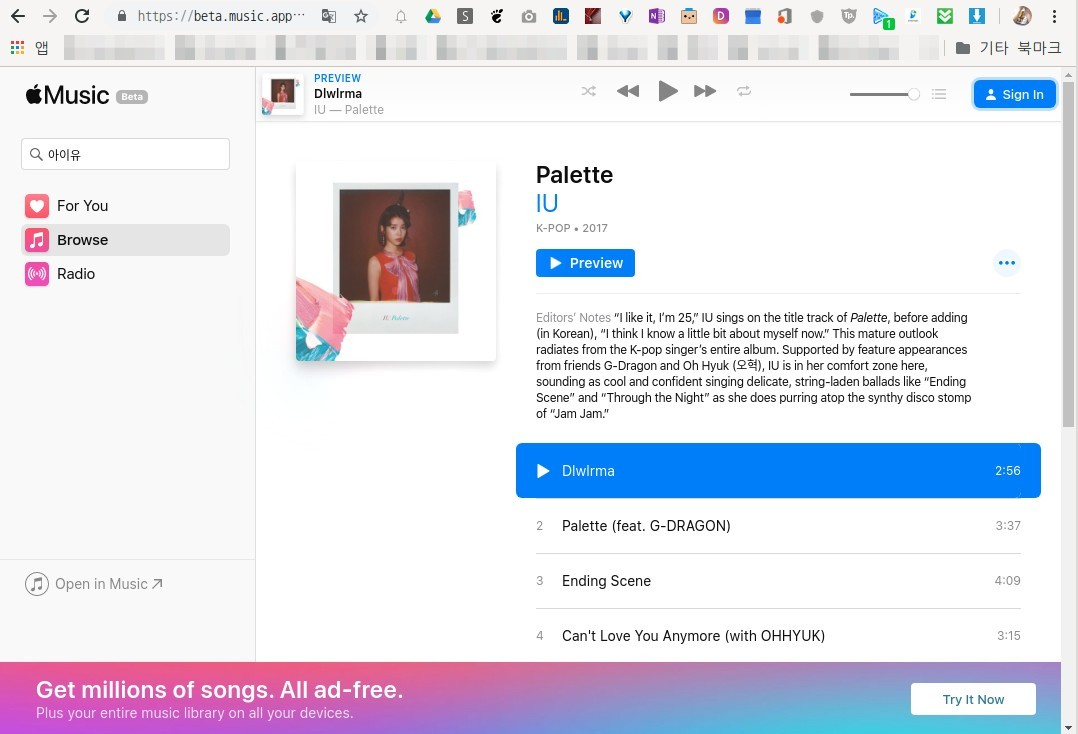 https://beta.music.app…
S
N
D
Tp.
1
앱
기타 북마크
Music Beta
PREVIEW
Dlwlrma
IU — Palette
Sign In
아이유
For You
Browse
Radio
Open in Music
Palette
IU
K-POP • 2017
Preview
IU Palette
Editors’ Notes “I like it, I’m 25,” IU sings on the title track of Palette, before adding
(in Korean), “I think I know a little bit about myself now.” This mature outlook
radiates from the K-pop singer’s entire album. Supported by feature appearances
from friends G-Dragon and Oh Hyuk (오혁), IU is in her comfort zone here,
sounding as cool and confident singing delicate, string-laden ballads like “Ending
Scene” and “Through the Night” as she does purring atop the synthy disco stomp
of “Jam Jam.”
Dlwlrma 2:56
2 Palette (feat. G-DRAGON) 3:37
3 Ending Scene 4:09
4 Can't Love You Anymore (with OHHYUK) 3:15
Get millions of songs. All ad-free.
Plus your entire music library on all your devices.
Try It Now